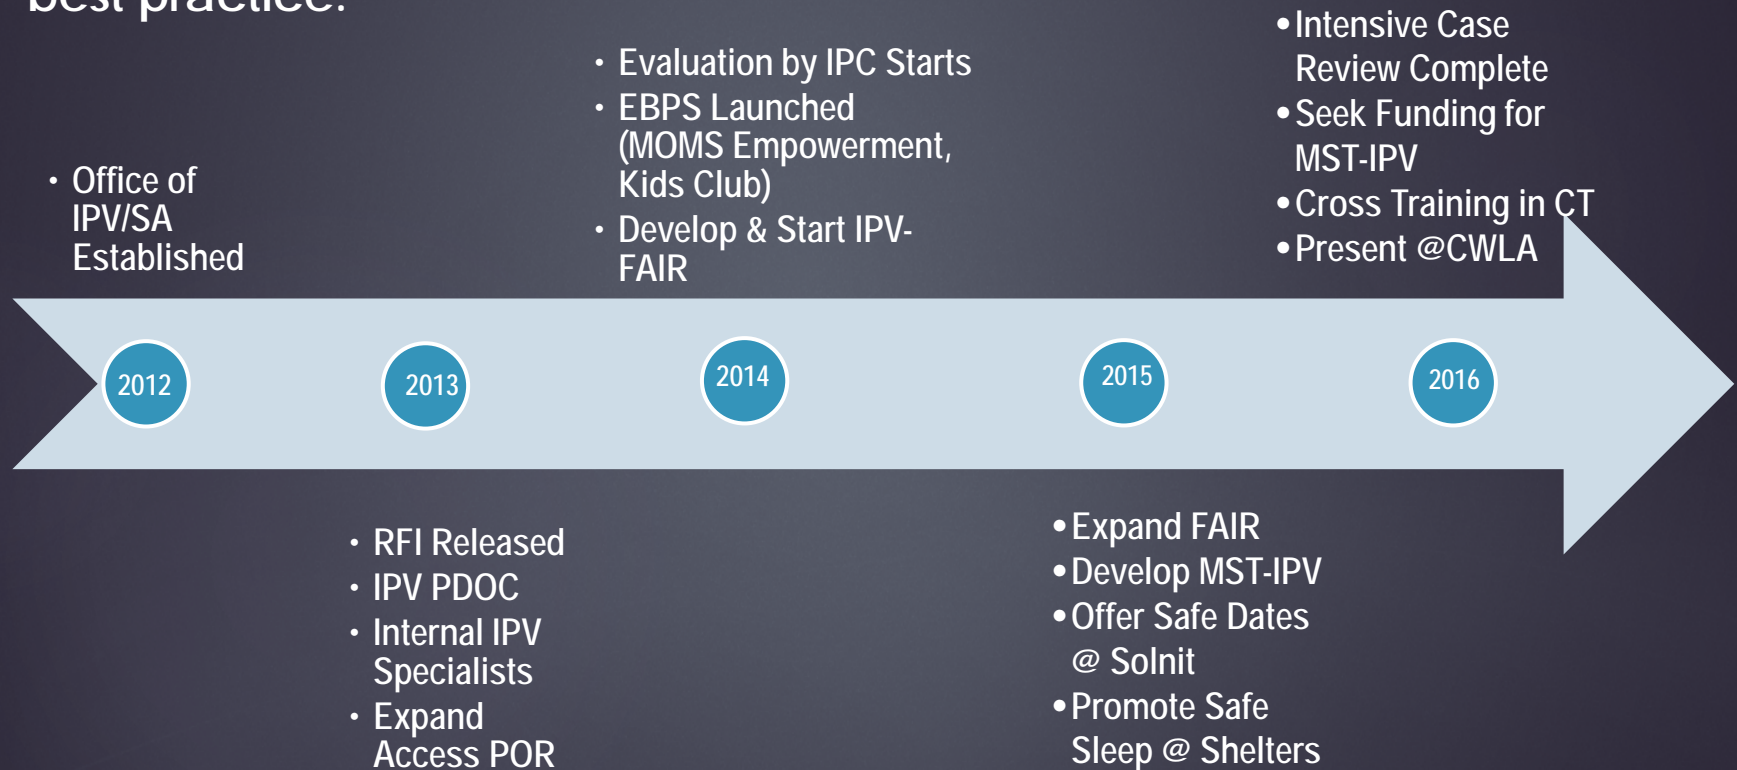 best practice.
• Office of
IPV/SA
Established
• Evaluation by IPC Starts
• EBPS Launched
(MOMS Empowerment,
Kids Club)
• Develop & Start IPV-
FAIR
• Intensive Case
Review Complete
• Seek Funding for
MST-IPV
• Cross Training in CT
• Present @CWLA
2012
2013
2014
2015
2016
• RFI Released
• IPV PDOC
• Internal IPV
Specialists
• Expand
Access POR
• Expand FAIR
• Develop MST-IPV
• Offer Safe Dates
@ Solnit
• Promote Safe
Sleep @ Shelters